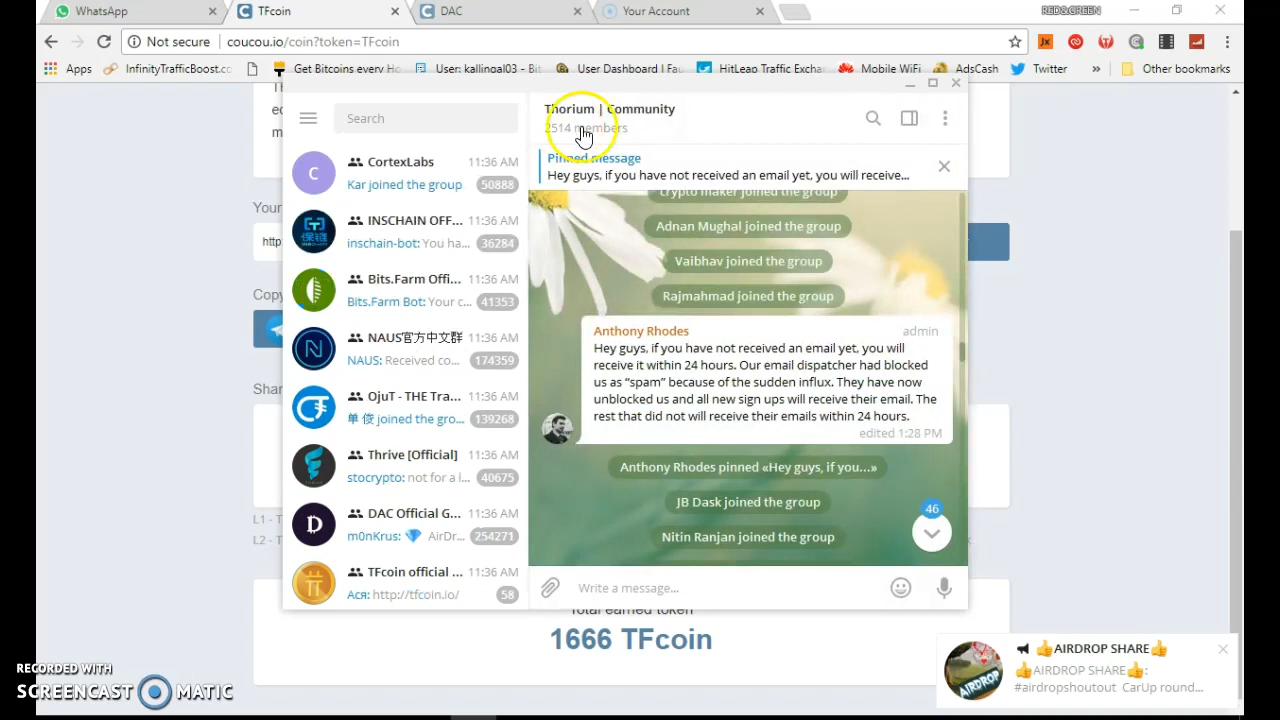 WhatsApp
TFcoin
DAC
Your Account
RED&GREEN
Not secure
coucou.io/coin?token=TFcoin
Apps
InfinityTrafficBoost.co
Get Bitcoins every Ho
User: kallingal03 - Bit
User Dashboard | Fau
HitLeap Traffic Exchan
Mobile WiFi
AdsCash
Twitter
»
Other bookmarks
Your
http
Copy
Share
L1 - T
L2 - T
Search
CortexLabs 11:36 AM
Kar joined the group 50888
INSCHAIN OFF... 11:36 AM
inschain-bot: You ha... 36284
Bits.Farm Offi... 11:36 AM
Bits.Farm Bot: Your c... 41353
NAUS官方中文群 11:36 AM
NAUS: Received co... 174359
OjuT - THE Tra... 11:36 AM
单 俊 joined the gro... 139268
Thrive [Official] 11:36 AM
stocrypto: not for a l... 40675
DAC Official G... 11:36 AM
m0nKrus: 💎 AirDr... 254271
TFcoin official ... 11:36 AM
Ася: http://tfcoin.io/ 58
Thorium | Community
2514 members
Pinned message
Hey guys, if you have not received an email yet, you will receive...
crypto maker joined the group
Adnan Mughal joined the group
Vaibhav joined the group
Rajmahmad joined the group
Anthony Rhodes admin
Hey guys, if you have not received an email yet, you will
receive it within 24 hours. Our email dispatcher had blocked
us as “spam” because of the sudden influx. They have now
unblocked us and all new sign ups will receive their email. The
rest that did not will receive their emails within 24 hours.
edited 1:28 PM
Anthony Rhodes pinned «Hey guys, if you...»
JB Dask joined the group
46
Nitin Ranjan joined the group
Write a message...
Total earned token
1666 TFcoin
👍AIRDROP SHARE👍
👍AIRDROP SHARE👍:
#airdropshoutout CarUp round...
AIRDROP
RECORDED WITH
SCREENCAST MATIC